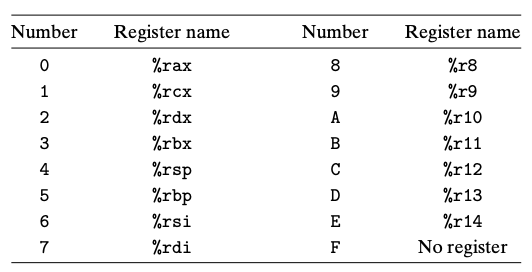 Number Register name Number Register name
0 %rax 8 %r8
1 %rcx 9 %r9
2 %rdx A %r10
3 %rbx B %r11
4 %rsp C %r12
5 %rbp D %r13
6 %rsi E %r14
7 %rdi F No register